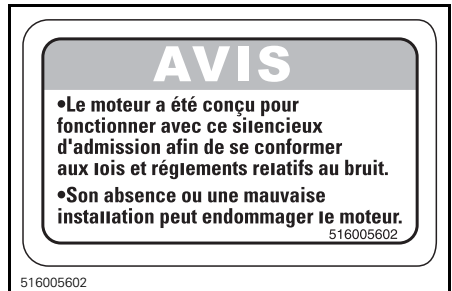 AVIS
•Le moteur a été conçu pour
fonctionner avec ce silencieux
d'admission afin de se conformer
aux lois et réglements relatifs au bruit.
•Son absence ou une mauvaise
installation peut endommager le moteur.
516005602
516005602